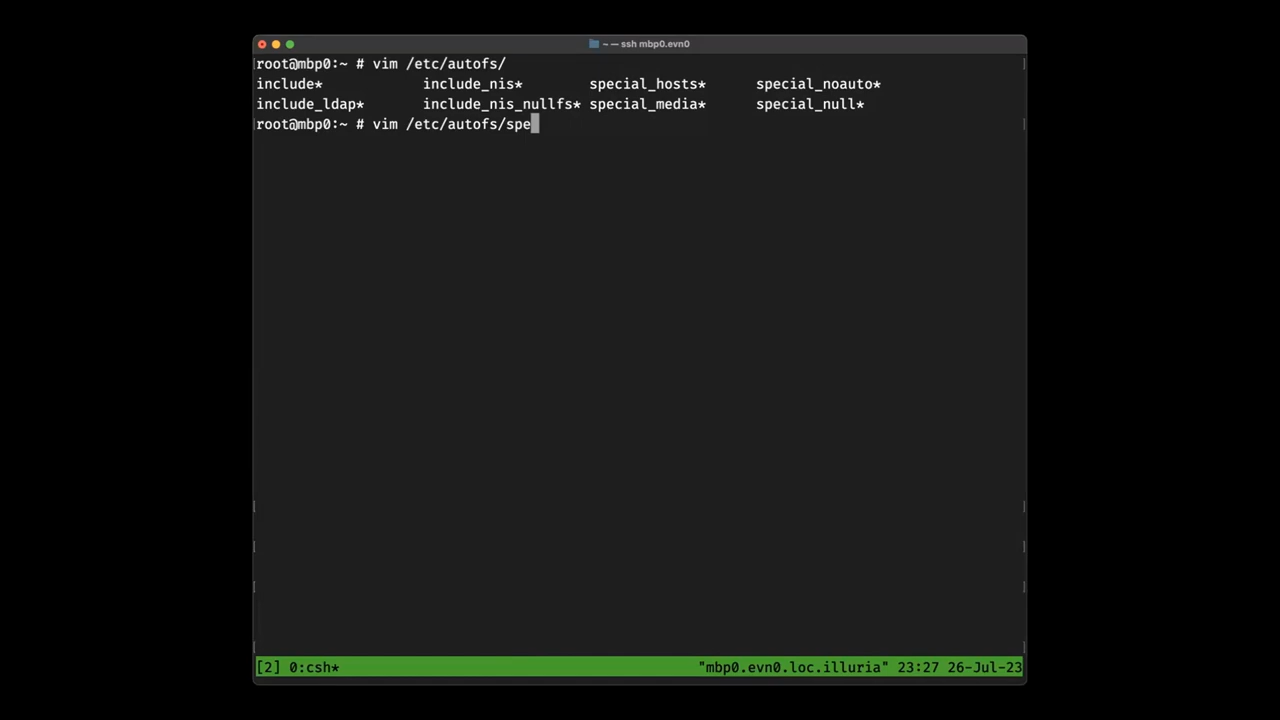 ~ — ssh mbp0.evn0
root@mbp0:~ # vim /etc/autofs/
include* include_nis* special_hosts* special_noauto*
include_ldap* include_nis_nullfs* special_media* special_null*
root@mbp0:~ # vim /etc/autofs/spe
[2] 0:csh* "mbp0.evn0.loc.illuria" 23:27 26-Jul-23